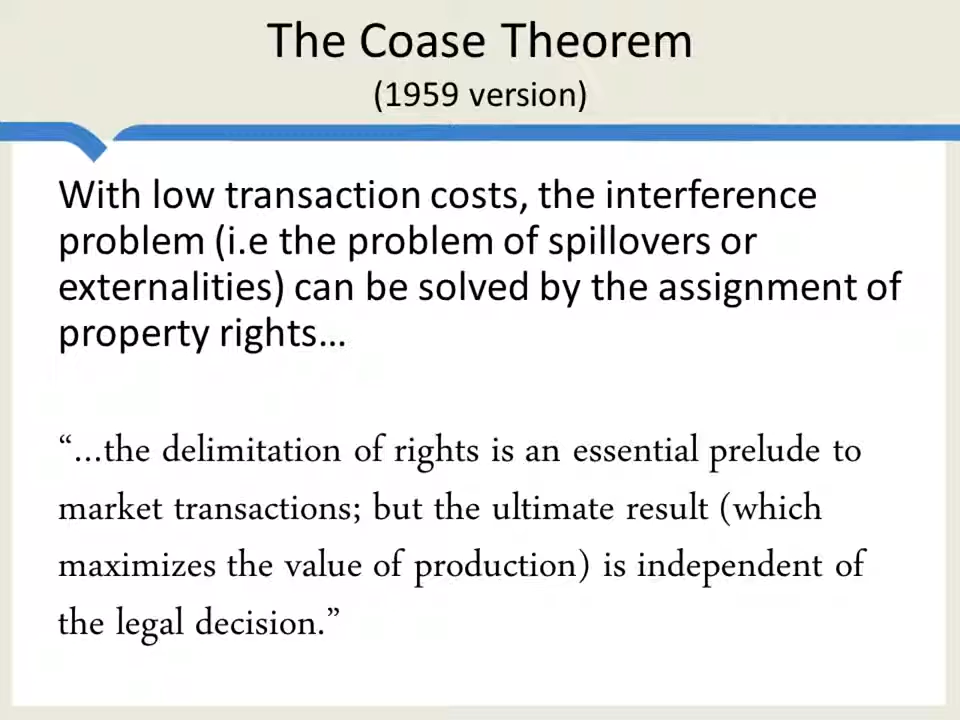 The Coase Theorem
(1959 version)
With low transaction costs, the interference
problem (i.e the problem of spillovers or
externalities) can be solved by the assignment of
property rights…
“…the delimitation of rights is an essential prelude to
market transactions; but the ultimate result (which
maximizes the value of production) is independent of
the legal decision.”